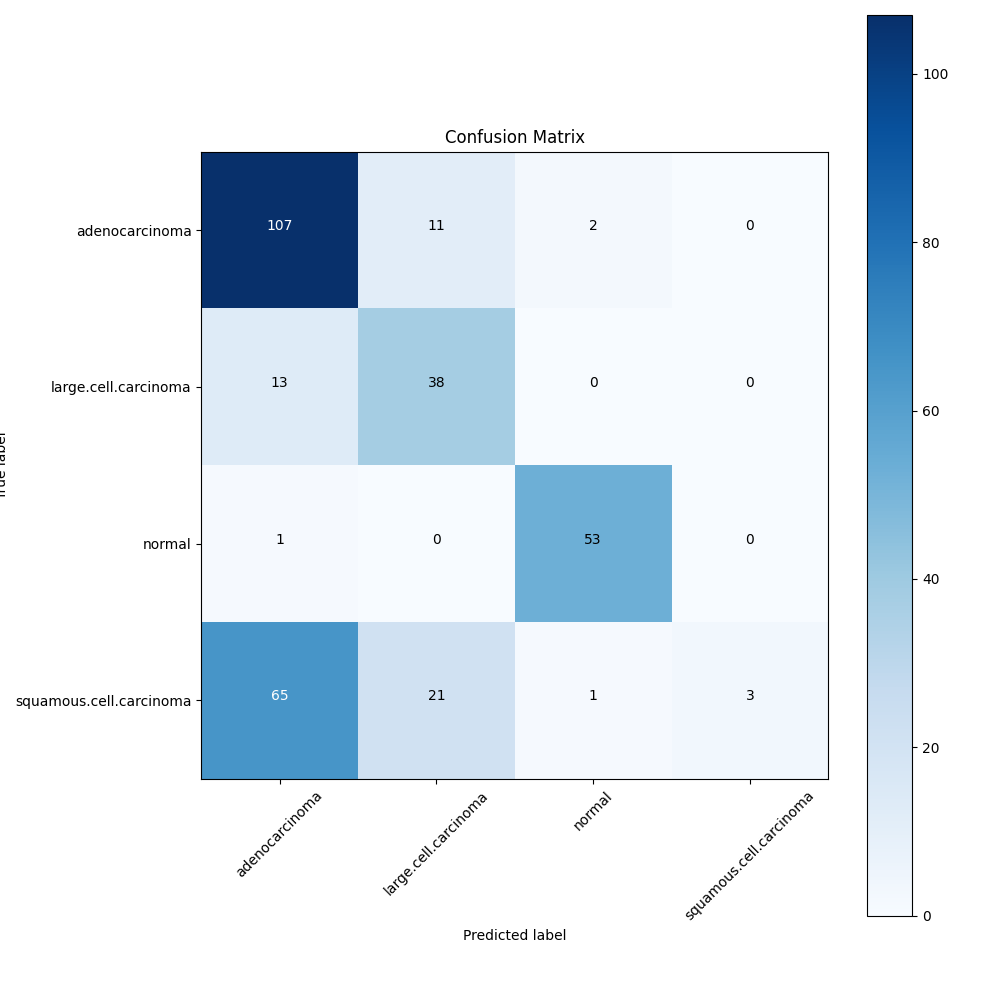 Confusion Matrix
adenocarcinoma 107 11 2 0
large.cell.carcinoma 13 38 0 0
normal 1 0 53 0
squamous.cell.carcinoma 65 21 1 3
adenocarcinoma large.cell.carcinoma normal squamous.cell.carcinoma
Predicted label
label
100
80
60
40
20
0